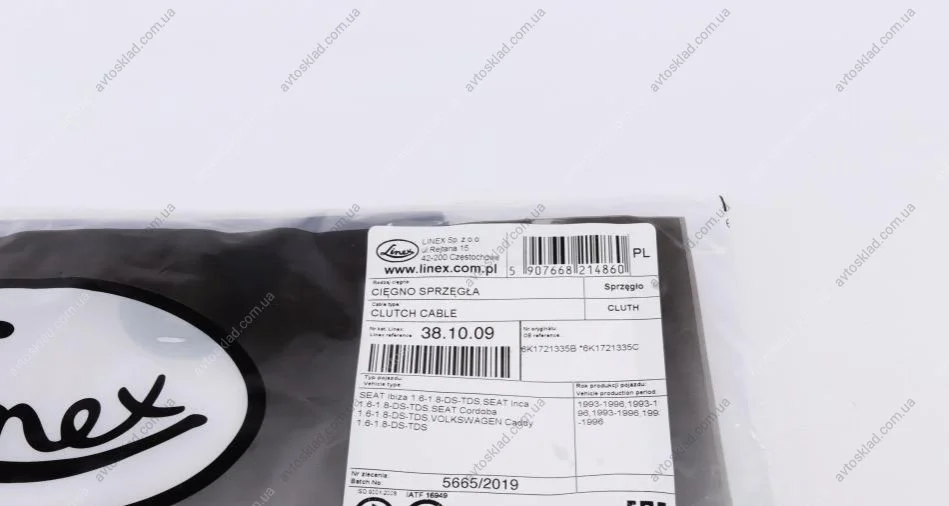 LINEX Sp. z o.o
ul Rejtana 15
42-200 Częstochowa
www.linex.com.pl
5 907668 214860
PL
Rodzaj cięgna:
CIĘGNO SPRZĘGŁA
Sprzęgło
Cable type:
CLUTCH CABLE
CLUTH
Nr kat. Linex:
Linex reference
38.10.09
Nr oryginału:
OE reference:
6K1721335B *6K1721335C
Typ pojazdu:
Vehicle type:
SEAT Ibiza 1.6-1.8-DS-TDS,SEAT Inca
1.6-1.8-DS-TDS,SEAT Cordoba
1.6-1.8-DS-TDS,VOLKSWAGEN Caddy
1.6-1.8-DS-TDS
Rok produkcji pojazdu:
Vehicle production period:
1993-1996,1993-1
96,1993-1996,199
-1996
Nr zlecenia:
Batch No:
5665/2019
IATF 16949
Linex
inex
avtosklad.com.ua